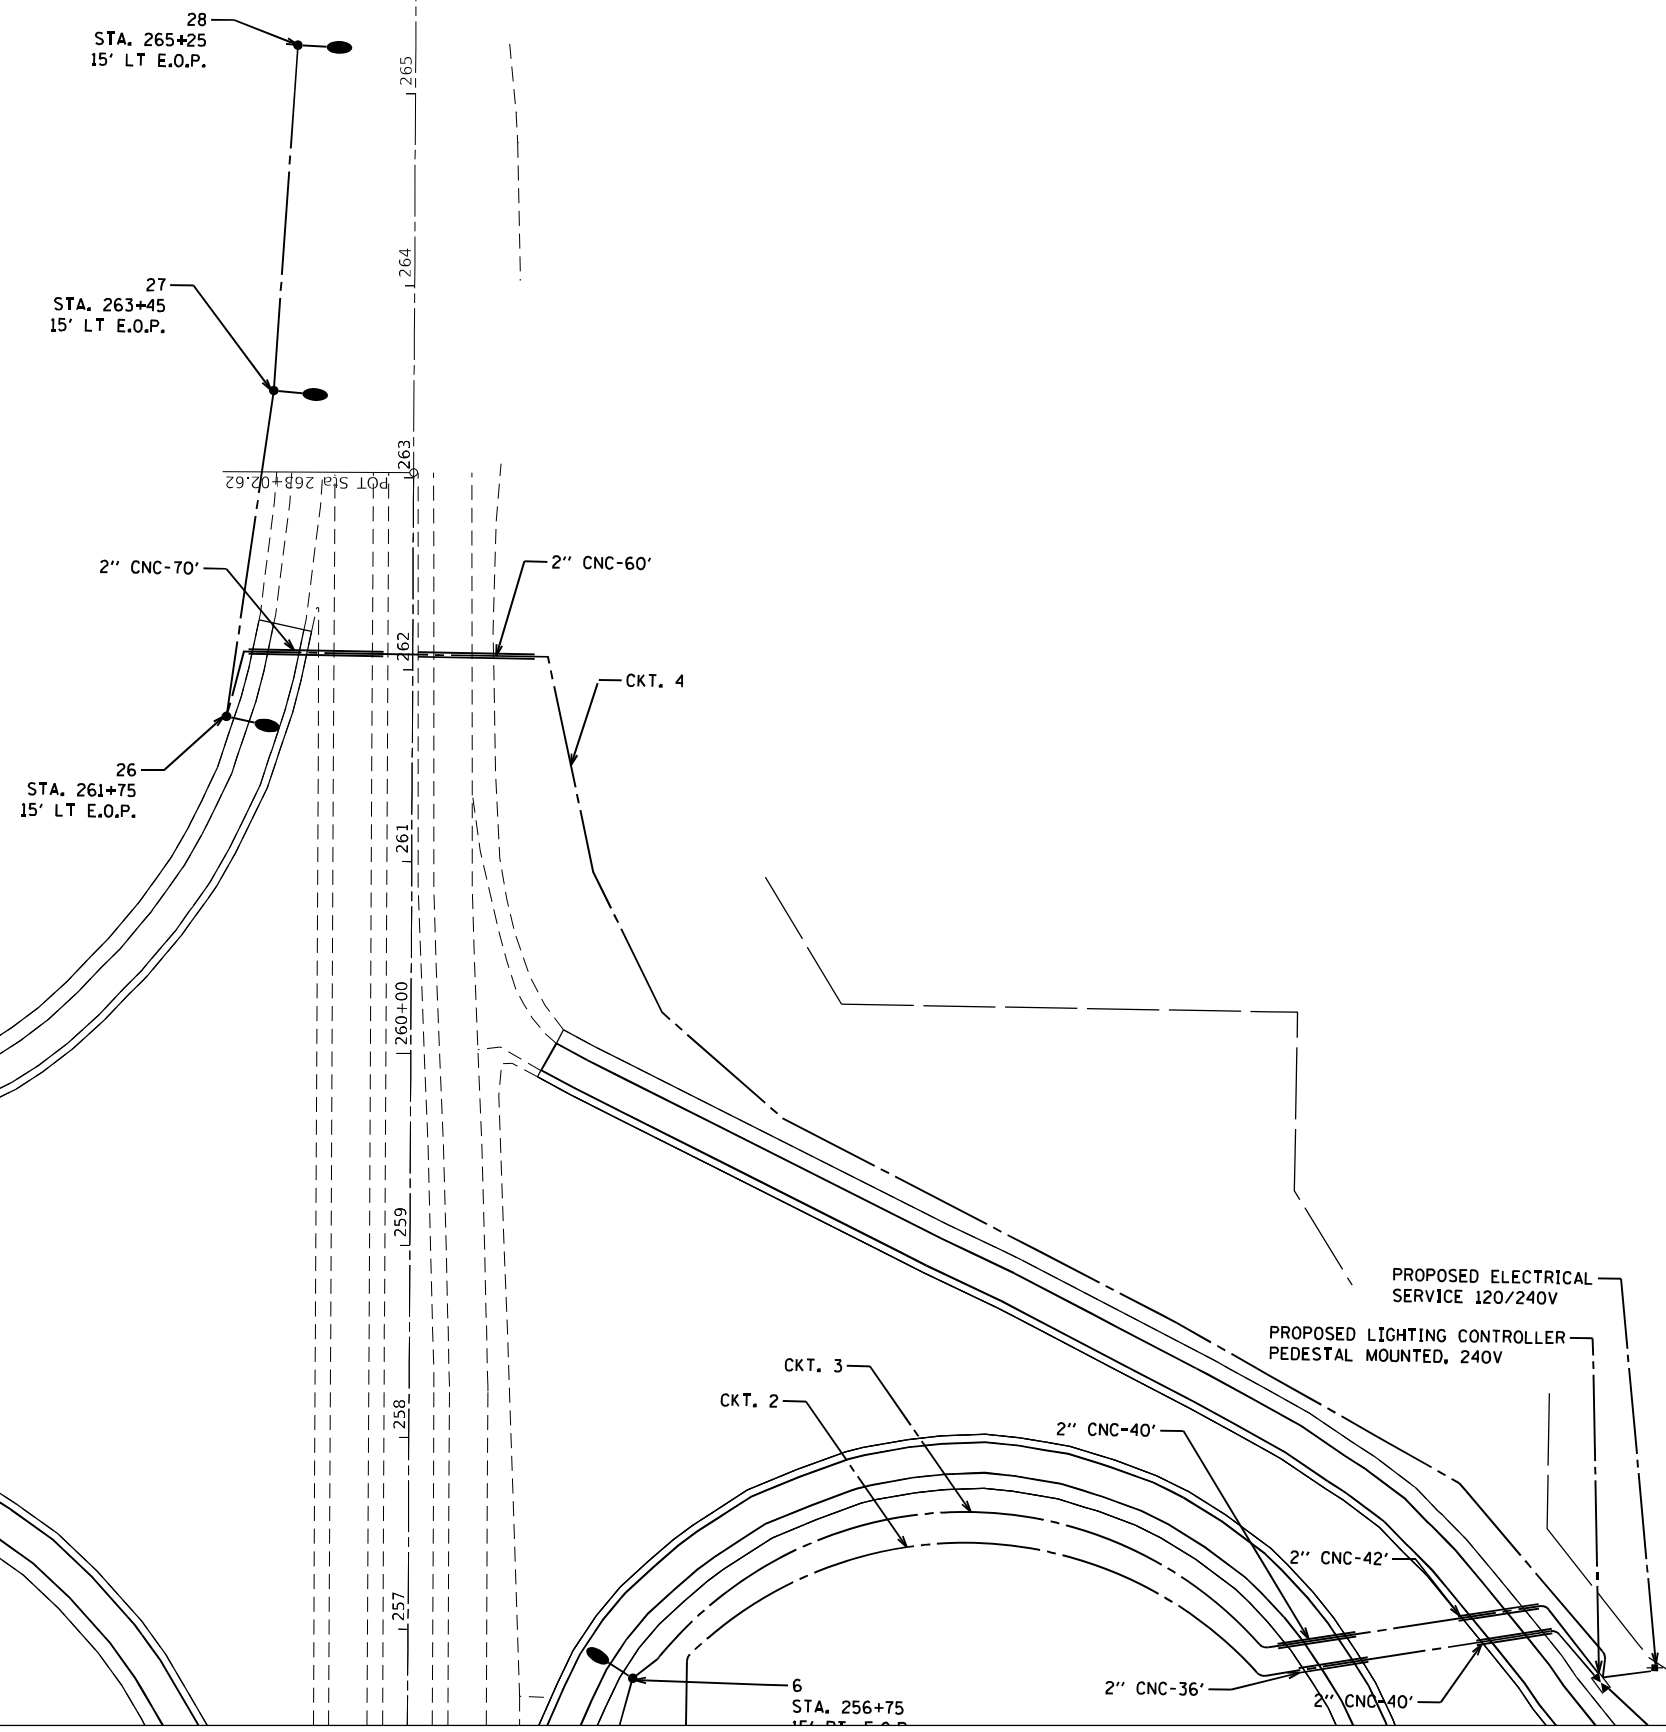 28
STA. 265+25
15' LT E.O.P.
265
27
STA. 263+45
15' LT E.O.P.
264
263
POT Sta 263+02.62
2'' CNC-70'
2'' CNC-60'
262
CKT. 4
26
STA. 261+75
15' LT E.O.P.
261
260+00
259
PROPOSED ELECTRICAL
SERVICE 120/240V
PROPOSED LIGHTING CONTROLLER
PEDESTAL MOUNTED, 240V
CKT. 3
CKT. 2
258
2'' CNC-40'
2'' CNC-42'
257
6
STA. 256+75
15' RT. E.O.P.
2'' CNC-36'
2'' CNC-40'